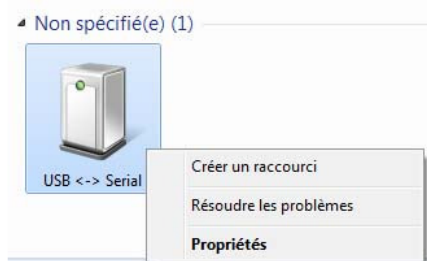 Non spécifié(e) (1)
USB <-> Serial
Créer un raccourci
Résoudre les problèmes
Propriétés